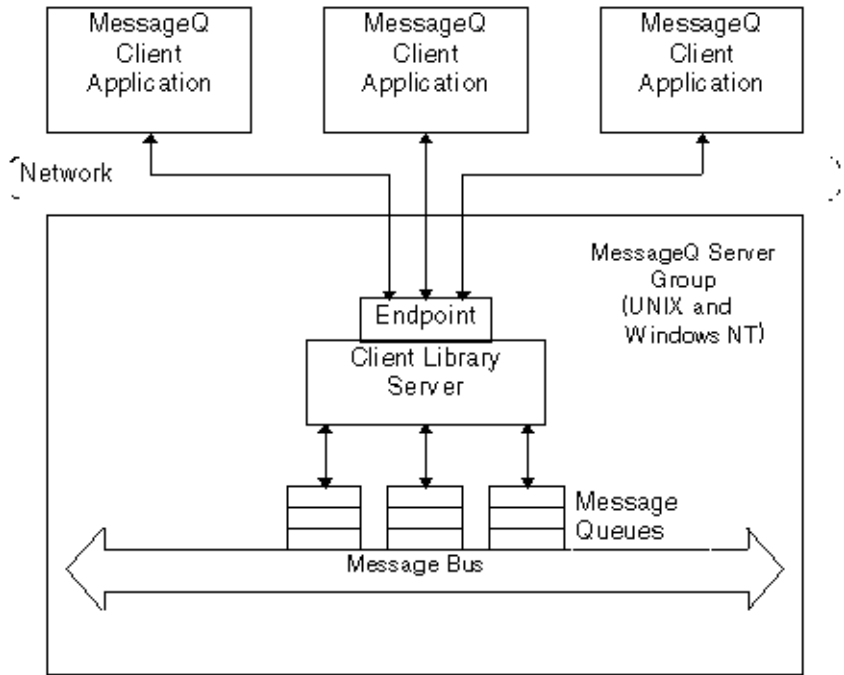 MessageQ
Client
Application
MessageQ
Client
Application
MessageQ
Client
Application
Network
MessageQ Server
Group
(UNIX and
Windows NT)
Endpoint
Client Library
Server
Message
Queues
Message Bus